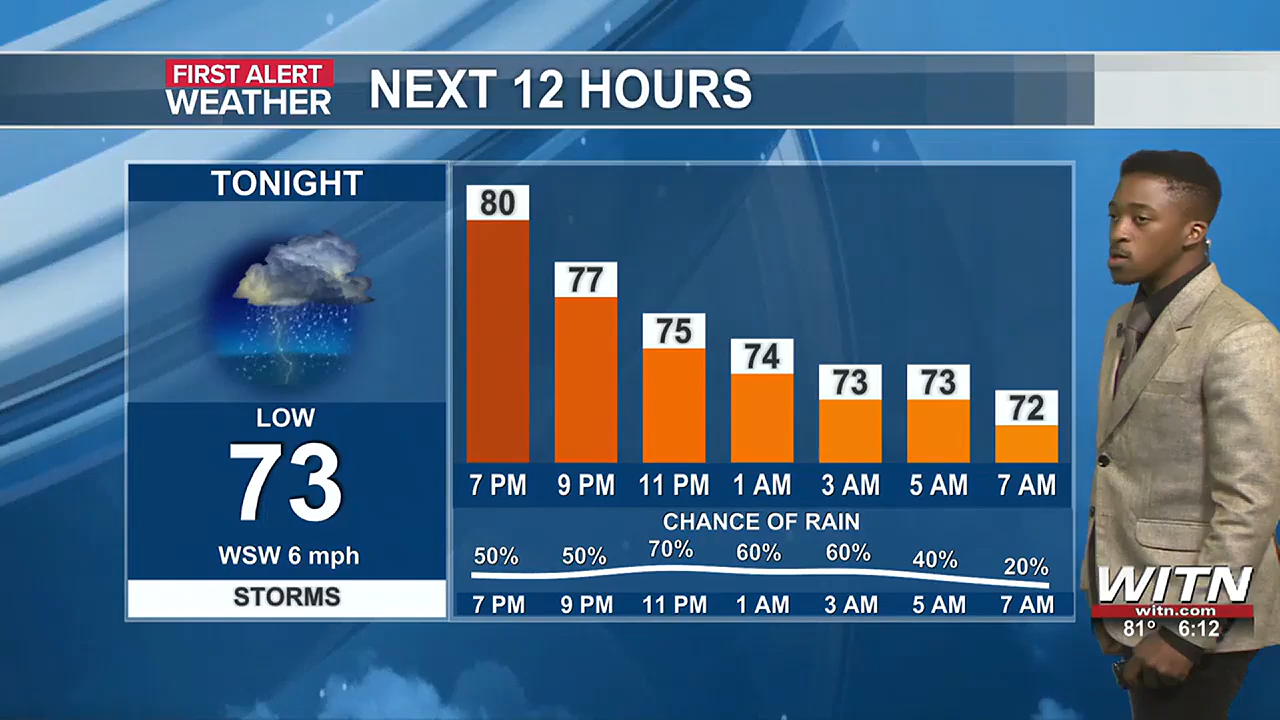 FIRST ALERT
WEATHER
NEXT 12 HOURS
TONIGHT
LOW
73
WSW 6 mph
STORMS
80 77 75 74 73 73 72
7 PM 9 PM 11 PM 1 AM 3 AM 5 AM 7 AM
CHANCE OF RAIN
50% 50% 70% 60% 60% 40% 20%
7 PM 9 PM 11 PM 1 AM 3 AM 5 AM 7 AM
WITN
witn.com
81° 6:12